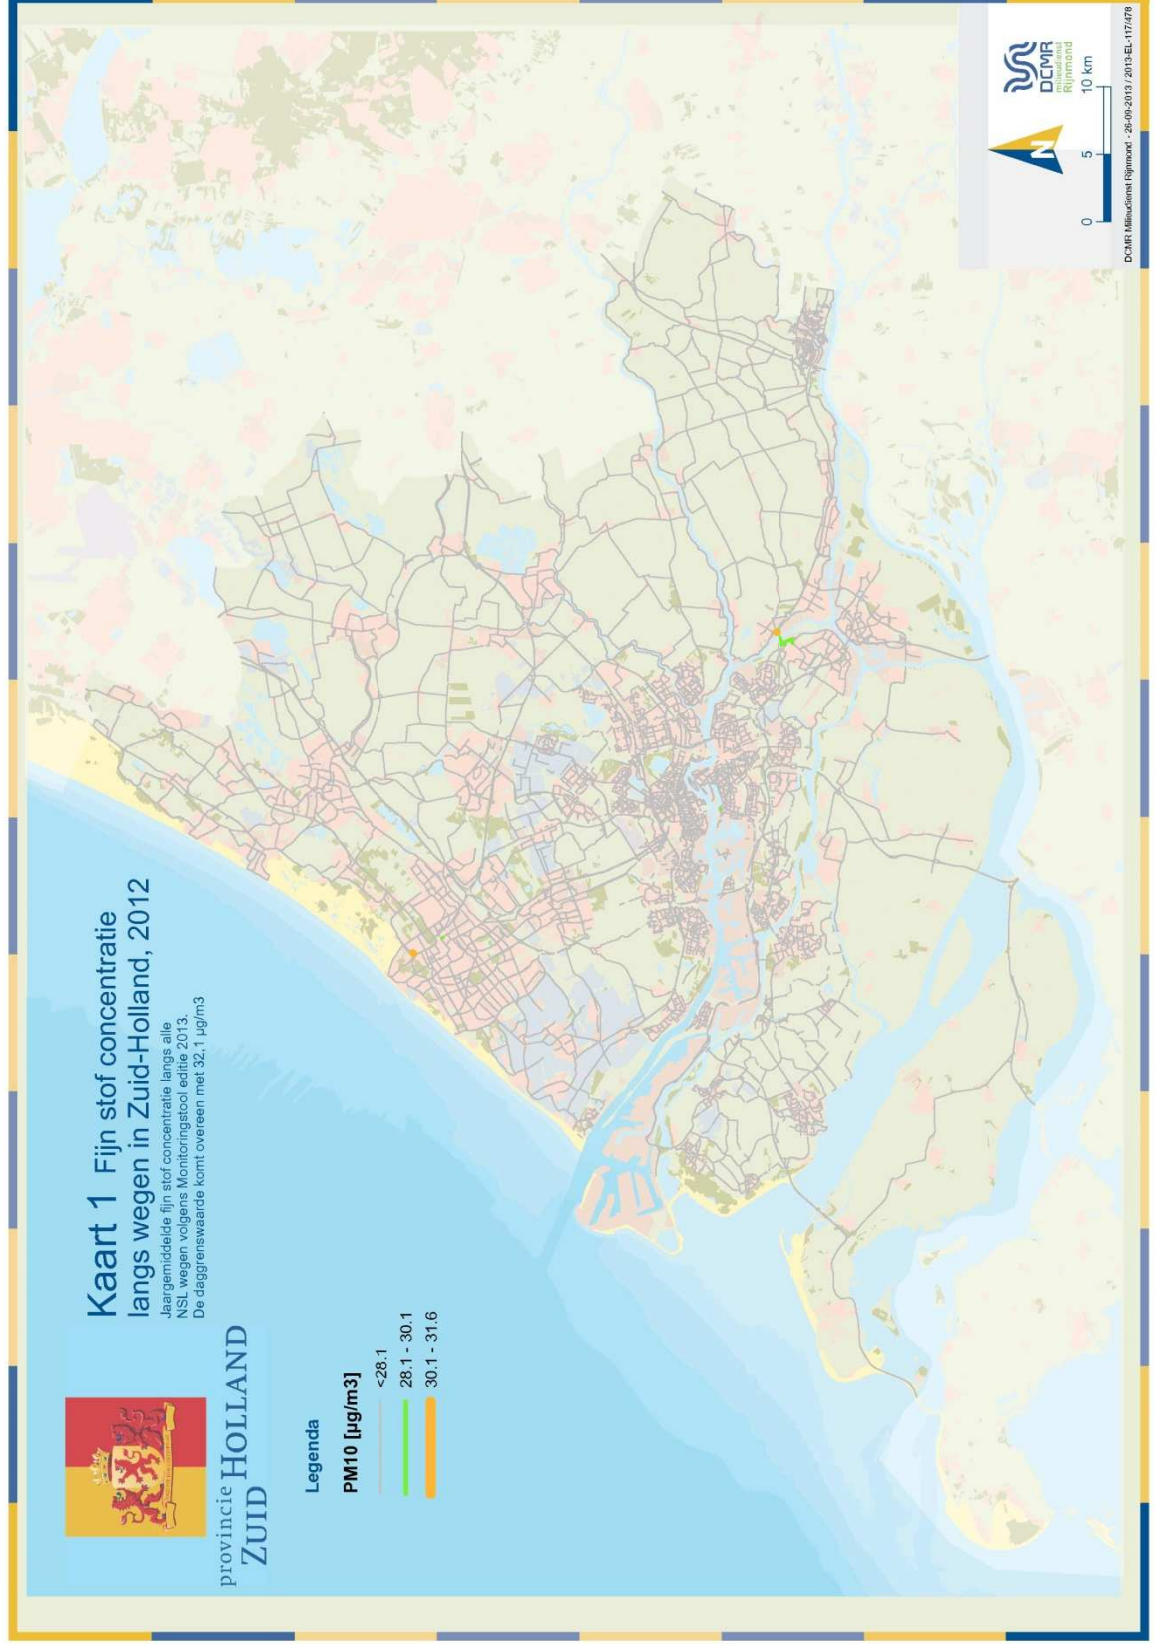 Kaart 1 Fijn stof concentratie
langs wegen in Zuid-Holland, 2012
Jaargemiddelde fijn stof concentratie langs alle
NSL wegen volgens Monitoringstool editie 2013.
De daggrenswaarde komt overeen met 32,1 µg/m3
provincie HOLLAND
ZUID
Legenda
PM10 [µg/m3]
<28.1
28.1 - 30.1
30.1 - 31.6
DCMR
milieudienst
Rijnmond
N
0 5 10 km
DCMR Milieudienst Rijnmond - 26-09-2013 / 2013-EL-117/478